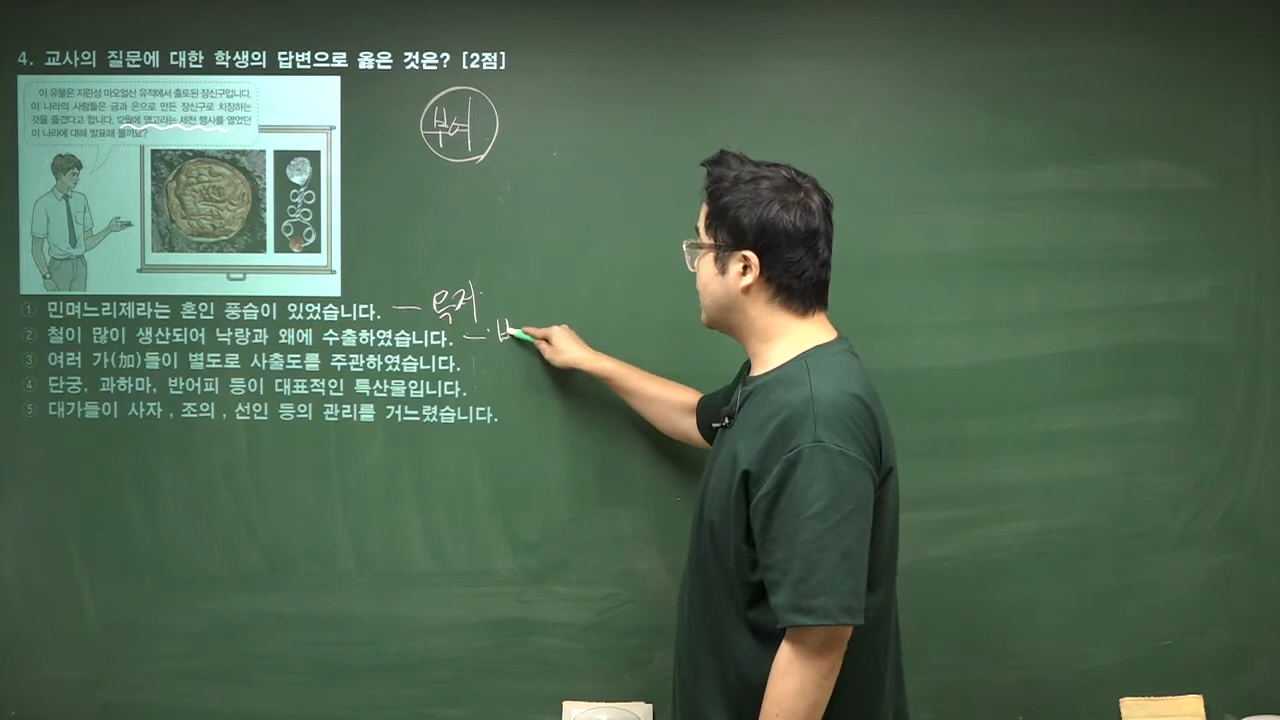 4. 교사의 질문에 대한 학생의 답변으로 옳은 것은? [2점]
이 유물은 지린성 마오얼산 유적에서 출토된 장신구입니다.
이 나라의 사람들은 금과 은으로 만든 장신구로 치장하는
것을 즐겼다고 합니다. 12월에 영고라는 제천 행사를 열었던
이 나라에 대해 발표해 볼까요?
부여
① 민며느리제라는 혼인 풍습이 있었습니다. — 옥저
② 철이 많이 생산되어 낙랑과 왜에 수출하였습니다. —
③ 여러 가(加)들이 별도로 사출도를 주관하였습니다.
④ 단궁, 과하마, 반어피 등이 대표적인 특산물입니다.
⑤ 대가들이 사자, 조의, 선인 등의 관리를 거느렸습니다.